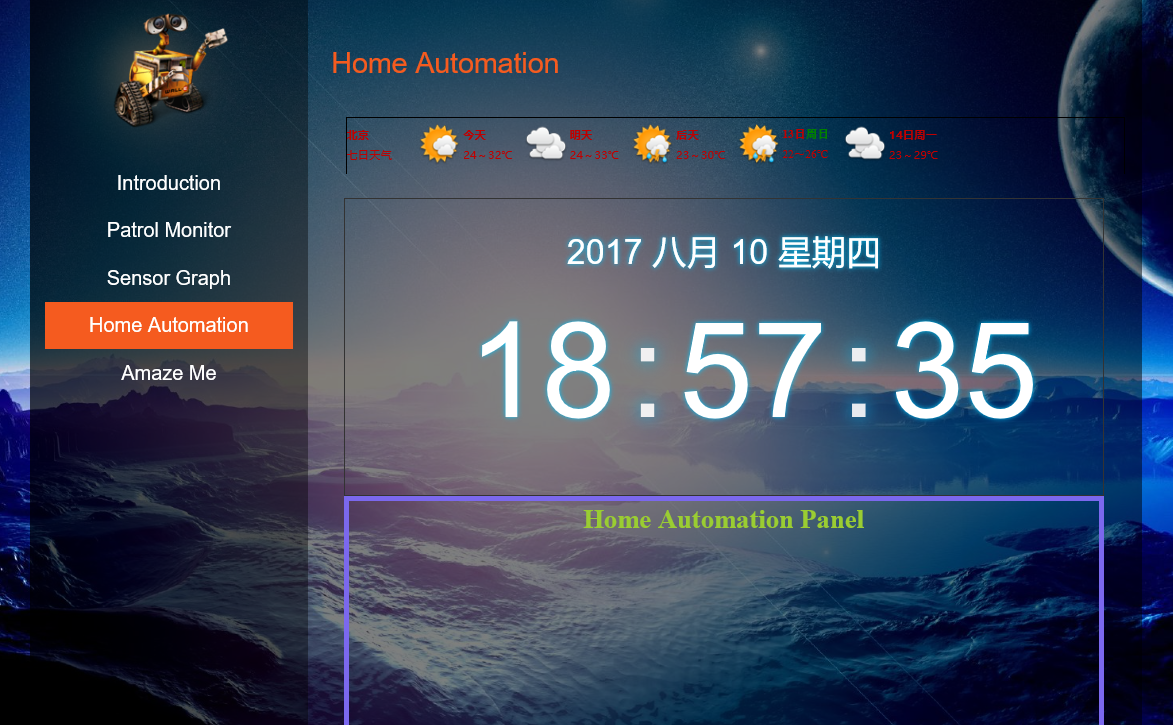 Home Automation
北京
七日天气
今天
24～32℃
明天
24～33℃
后天
23～30℃
13日周日
14日周一
23～29℃
Introduction
Patrol Monitor
Sensor Graph
Home Automation
Amaze Me
2017 八月 10 星期四
18:57:35
Home Automation Panel